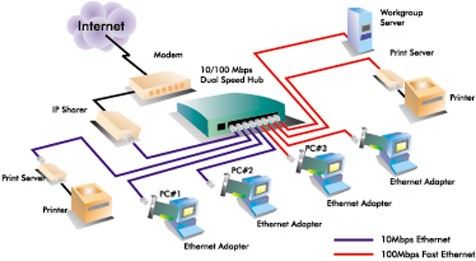 Internet
Workgroup
Server
Modem
10/100 Mbps
Dual Speed Hub
Print Server
Printer
IP Sharer
Print Server
PC#1
PC#2
PC#3
Ethernet Adapter
Printer
Ethernet Adapter
Ethernet Adapter
Ethernet Adapter
10Mbps Ethernet
100Mbps Fast Ethernet